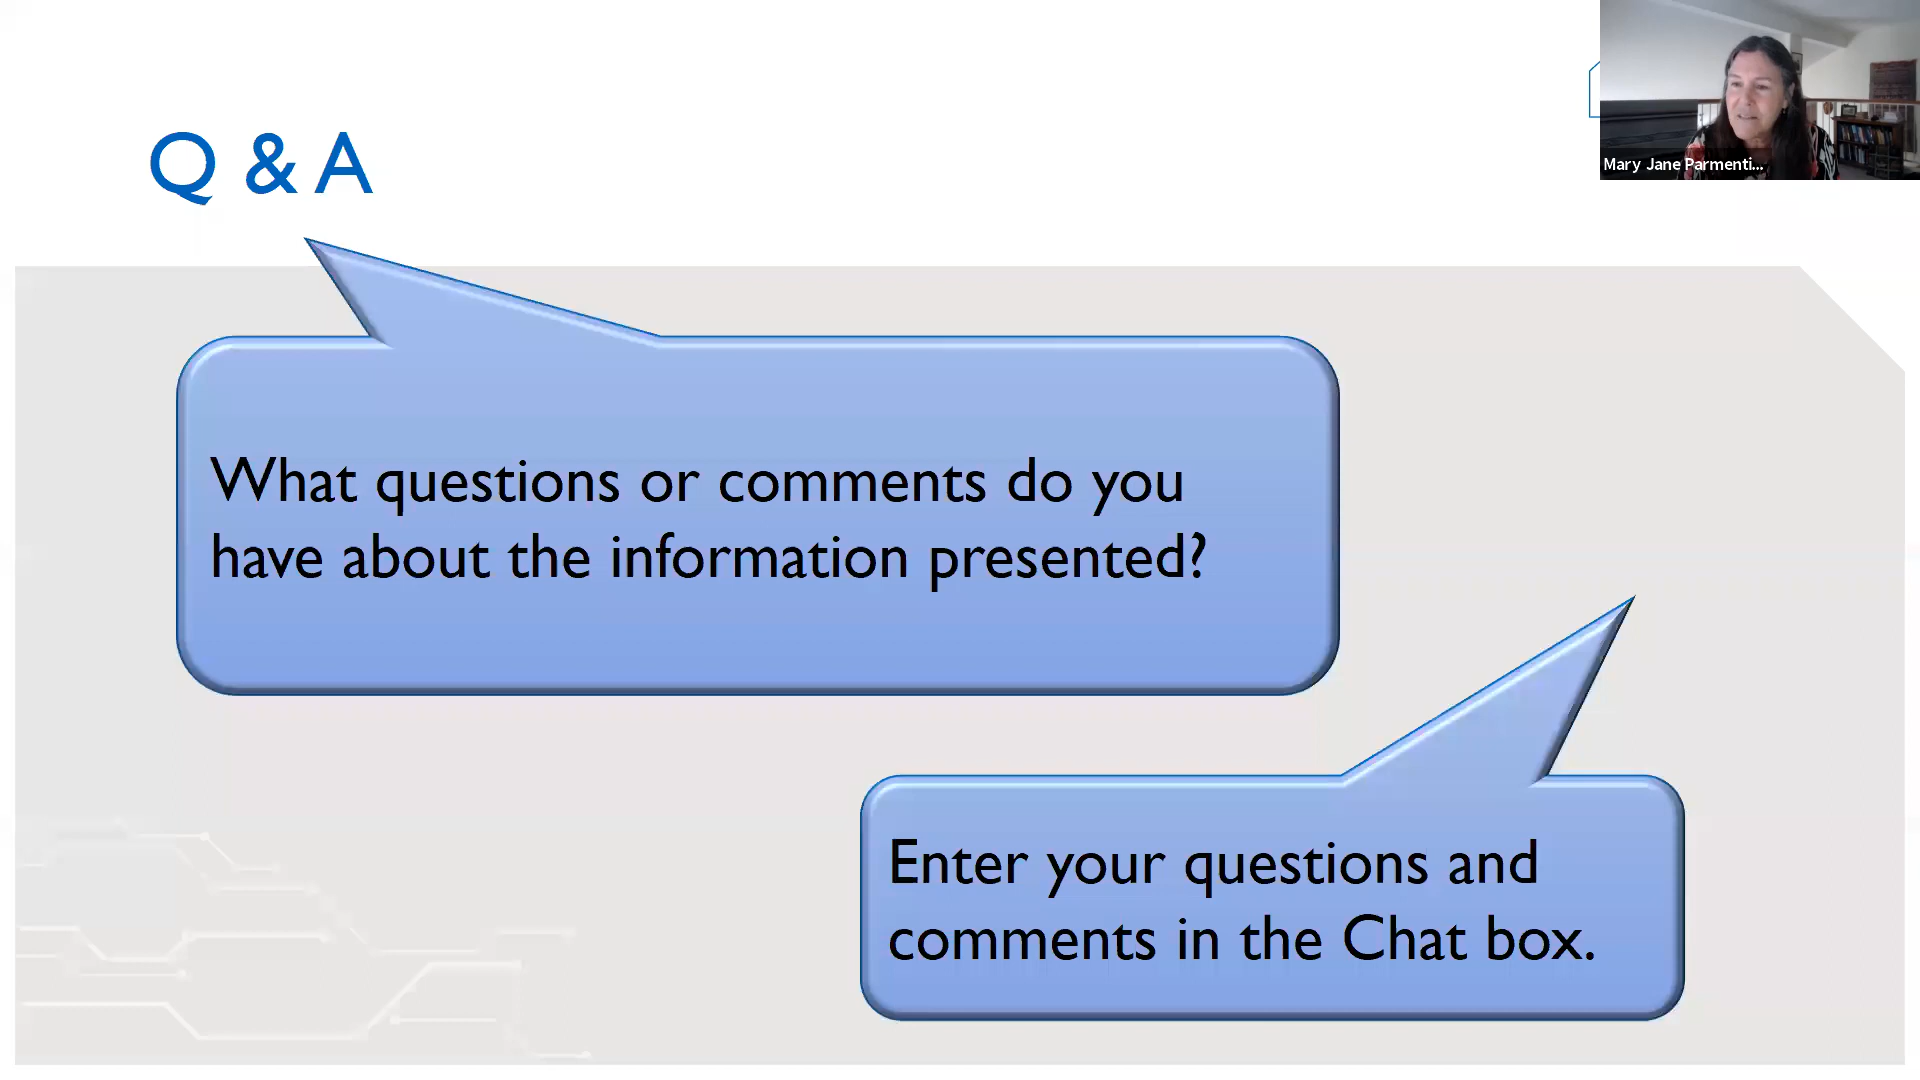 Q & A
Mary Jane Parmenti...
What questions or comments do you
have about the information presented?
Enter your questions and
comments in the Chat box.